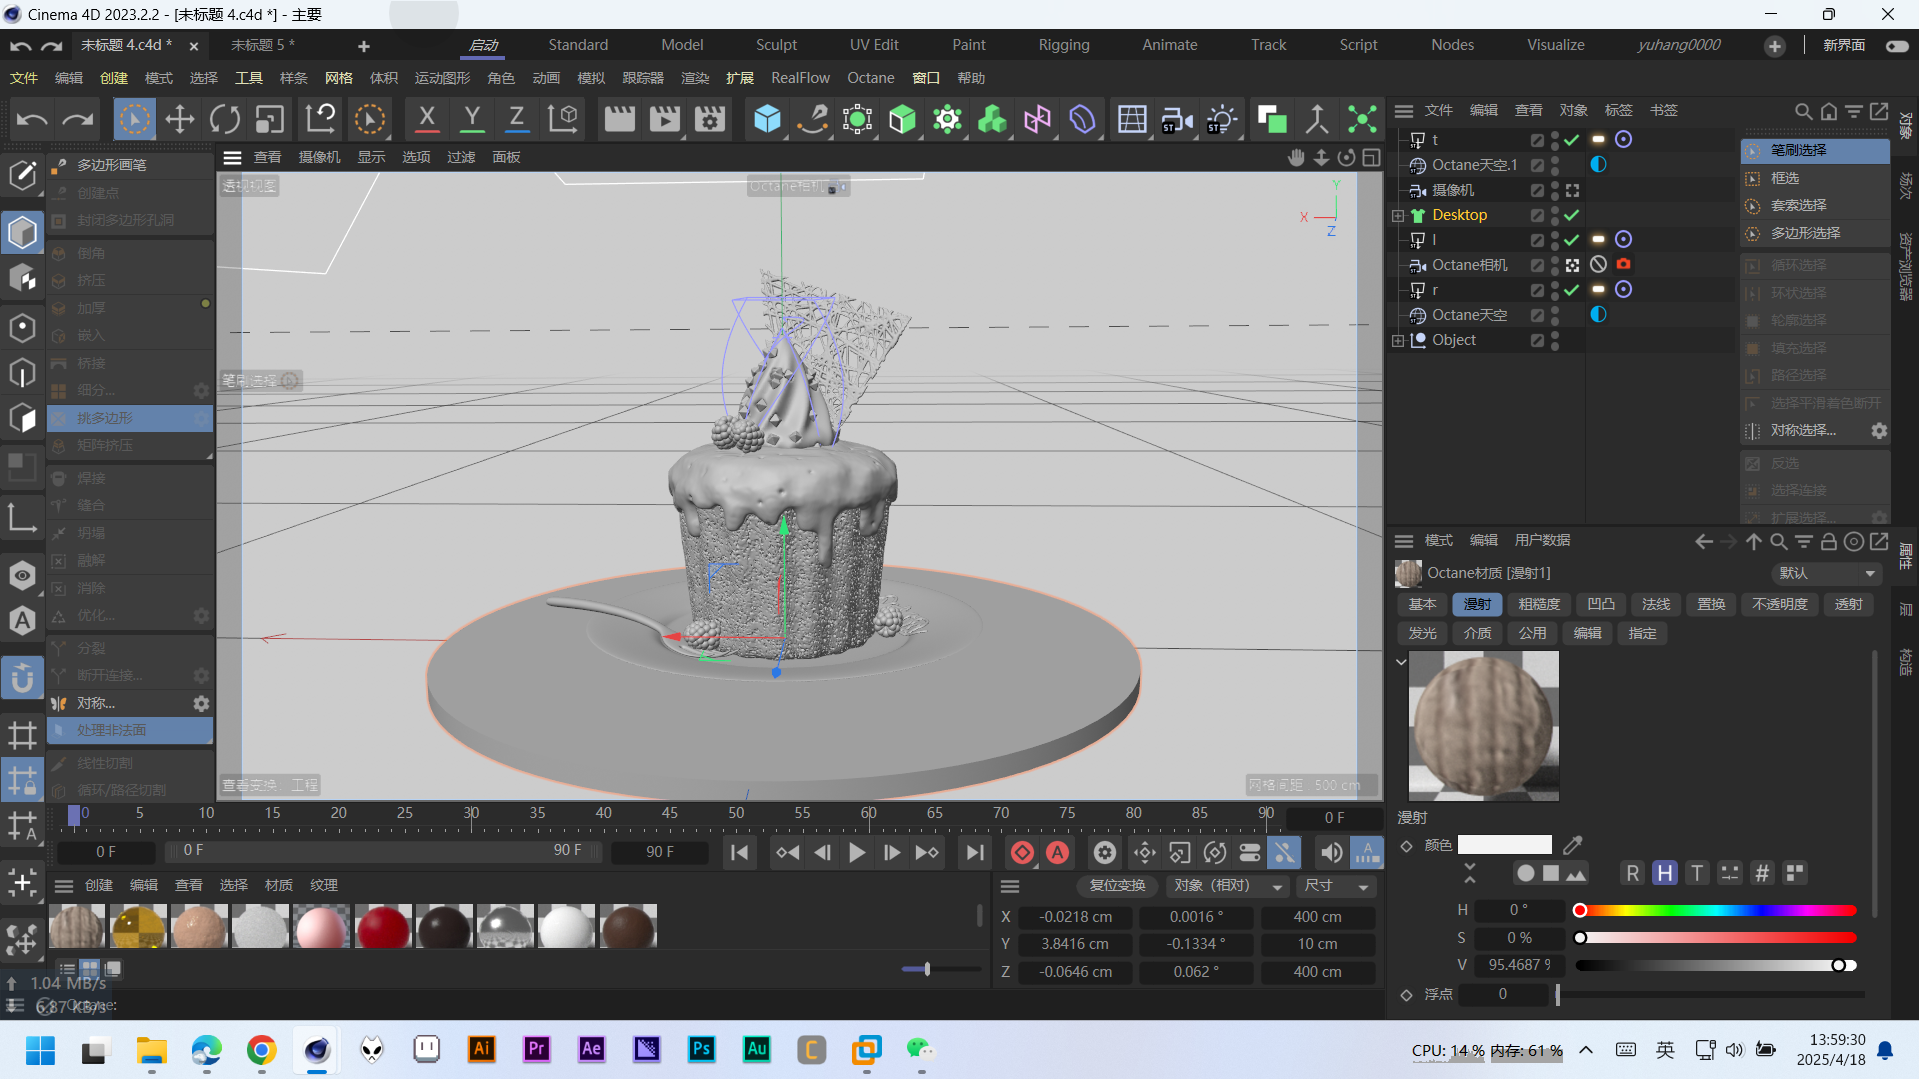 Cinema 4D 2023.2.2 - [未标题 4.c4d *] - 主要
未标题 4.c4d * 未标题 5 * 启动 Standard Model Sculpt UV Edit Paint Rigging Animate Track Script Nodes Visualize yuhang0000 新界面
文件 编辑 创建 模式 选择 工具 样条 网格 体积 运动图形 角色 动画 模拟 跟踪器 渲染 扩展 RealFlow Octane 窗口 帮助
X Y Z
文件 编辑 查看 对象 标签 书签
查看 摄像机 显示 选项 过滤 面板
透视视图
Octane相机
Y
X
Z
笔刷选择
查看变换: 工程
网格间距 : 500 cm
多边形画笔
创建点
封闭多边形孔洞
倒角
挤压
加厚
嵌入
桥接
细分...
挑多边形
矩阵挤压
焊接
缝合
坍塌
融解
消除
优化...
分裂
断开连接...
对称...
处理非法面
线性切割
循环/路径切割
t
Octane天空.1
摄像机
Desktop
l
Octane相机
r
Octane天空
Object
笔刷选择
框选
套索选择
多边形选择
循环选择
环状选择
轮廓选择
填充选择
路径选择
选择平滑着色断开
对称选择...
反选
选择连接
扩展选择...
对象
场次
资产浏览器
属性
层
构造
模式 编辑 用户数据
Octane材质 [漫射1]
默认
基本 漫射 粗糙度 凹凸 法线 置换 不透明度 透射
发光 介质 公用 编辑 指定
漫射
颜色
R H T #
H 0 °
S 0 %
V 95.4687 %
浮点 0
0 5 10 15 20 25 30 35 40 45 50 55 60 65 70 75 80 85 90 0 F
0 F 0 F 90 F 90 F
创建 编辑 查看 选择 材质 纹理
复位变换 对象 (相对) 尺寸
X -0.0218 cm 0.0016 ° 400 cm
Y 3.8416 cm -0.1334 ° 10 cm
Z -0.0646 cm 0.062 ° 400 cm
1.04 MB/s
6.87 KB/s
Octane:
Ai Pr Ae Ps Au C
CPU: 14 % 内存: 61 %
英
13:59:30
2025/4/18